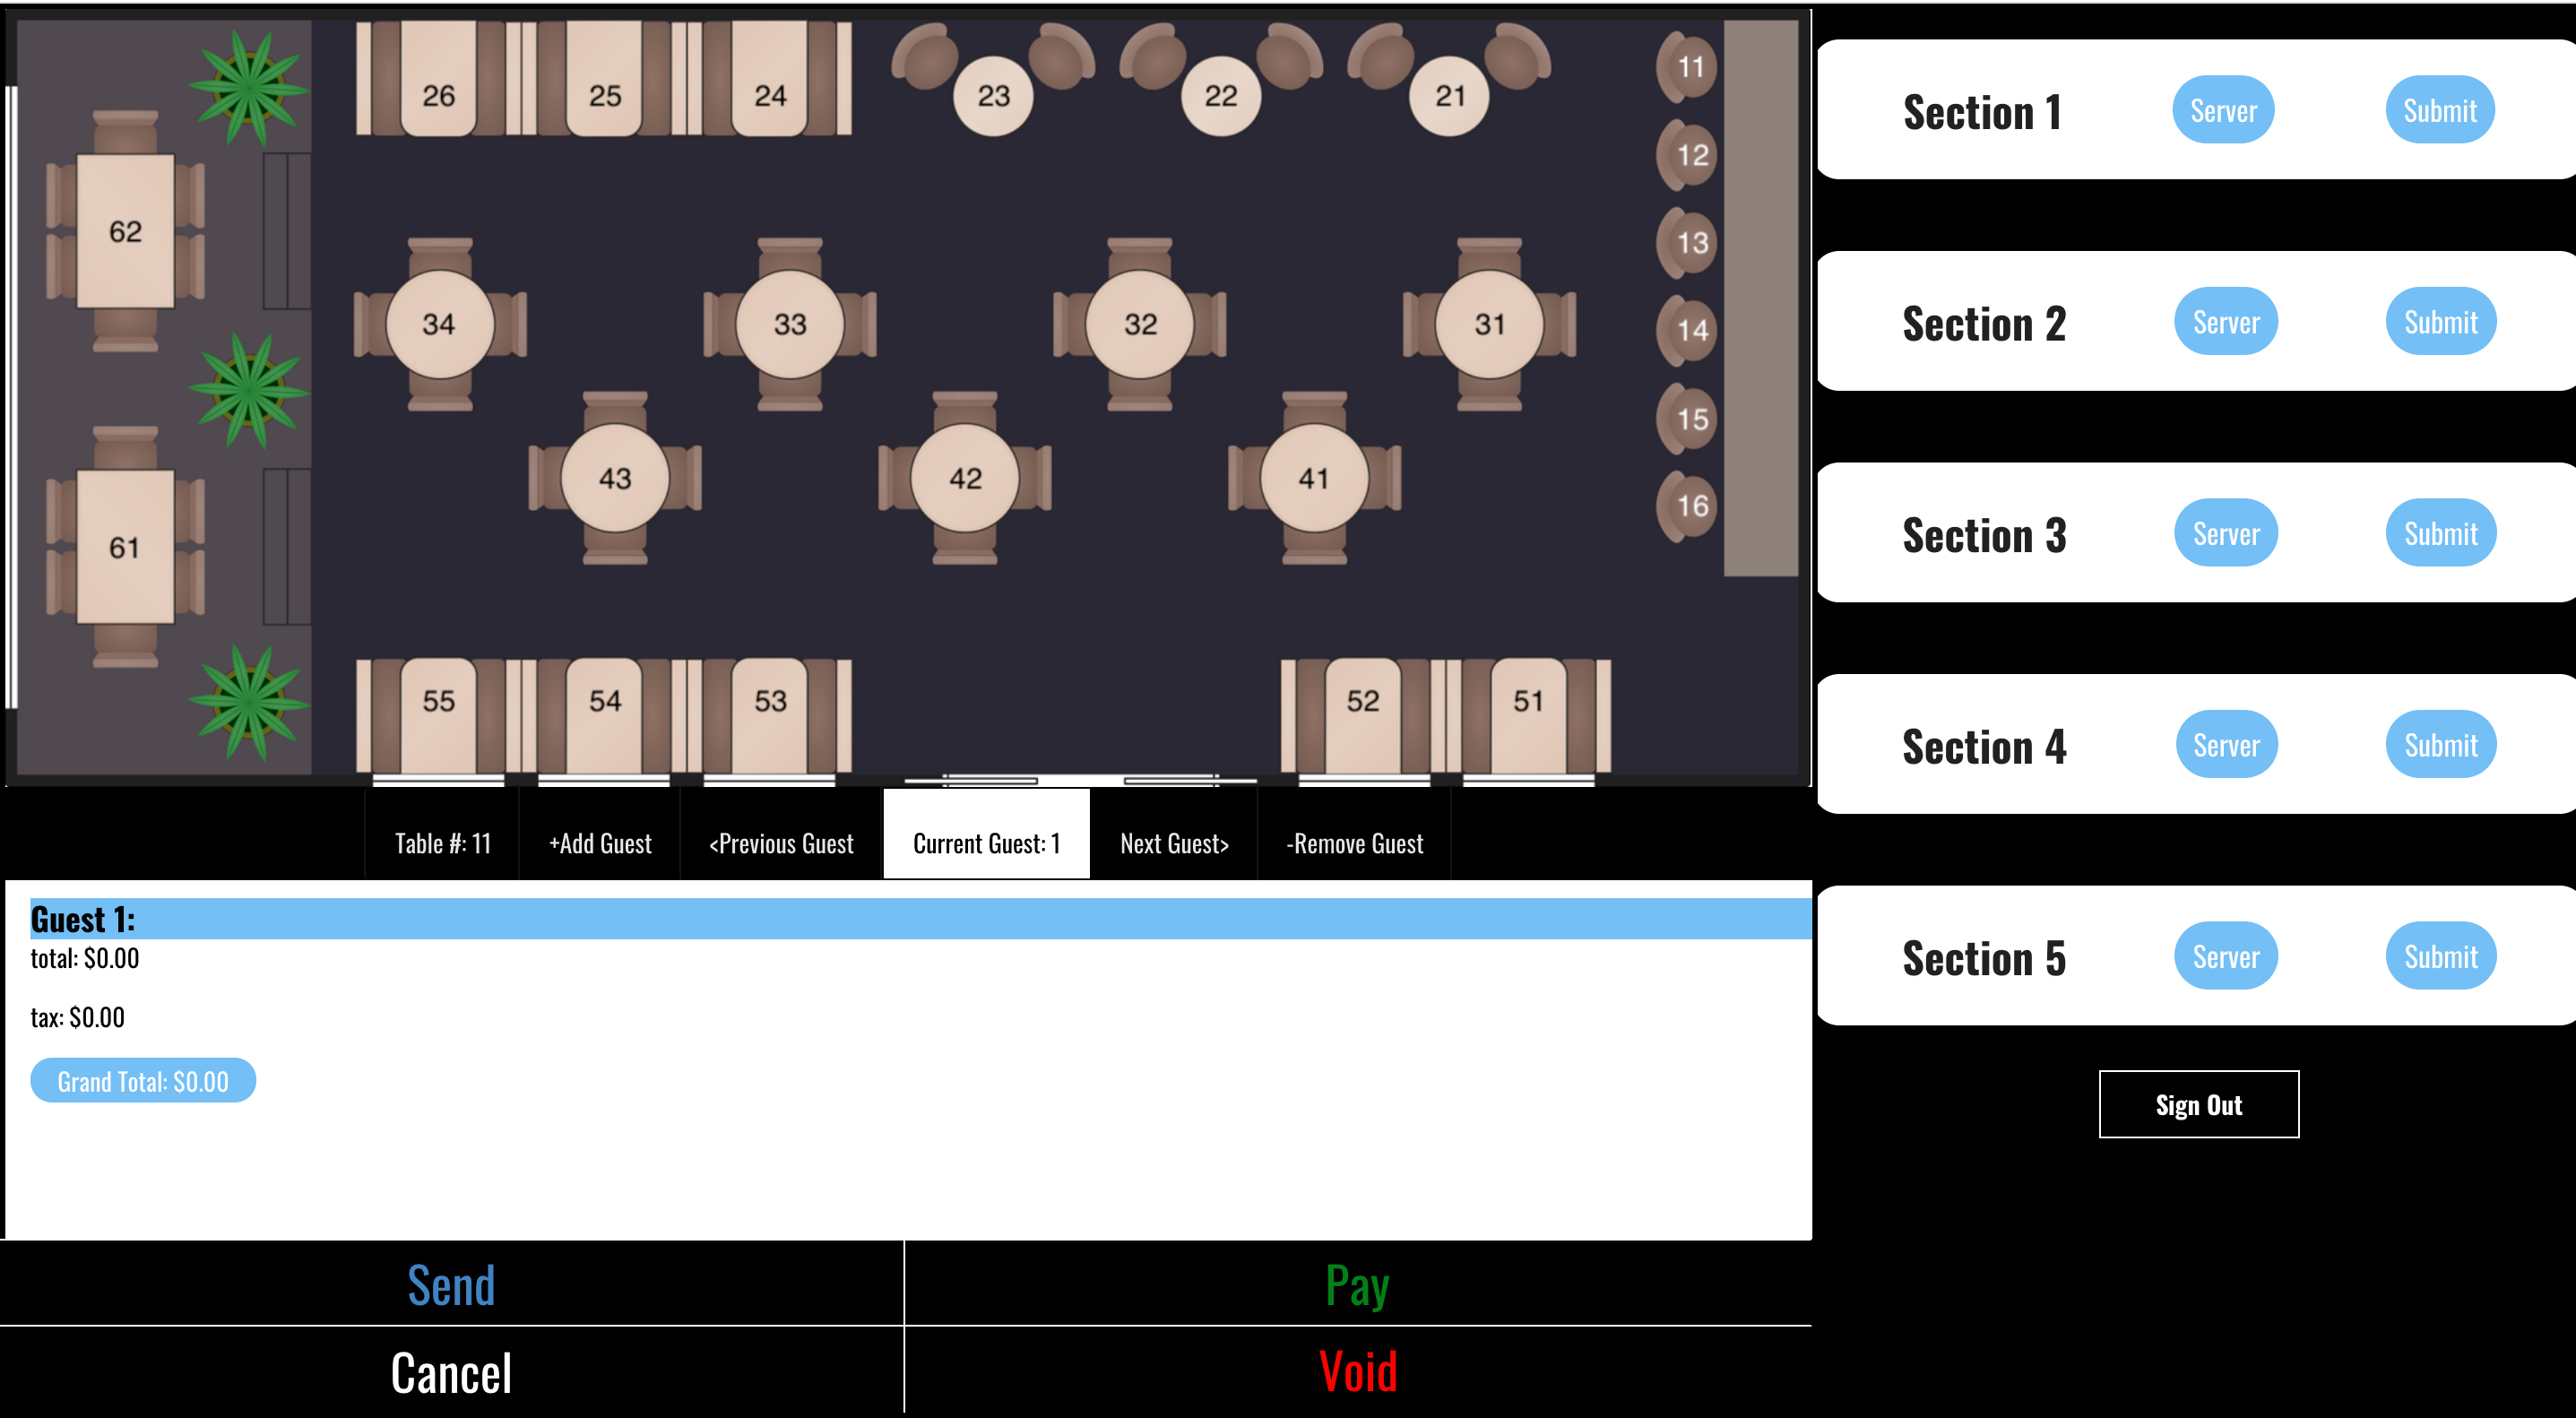 26 25 24 23 22 21 11
12
62 13
34 33 32 31 14
15
43 42 41 16
61
55 54 53 52 51
Table #: 11 +Add Guest <Previous Guest Current Guest: 1 Next Guest> -Remove Guest
Guest 1:
total: $0.00
tax: $0.00
Grand Total: $0.00
Send Pay
Cancel Void
Section 1 Server Submit
Section 2 Server Submit
Section 3 Server Submit
Section 4 Server Submit
Section 5 Server Submit
Sign Out